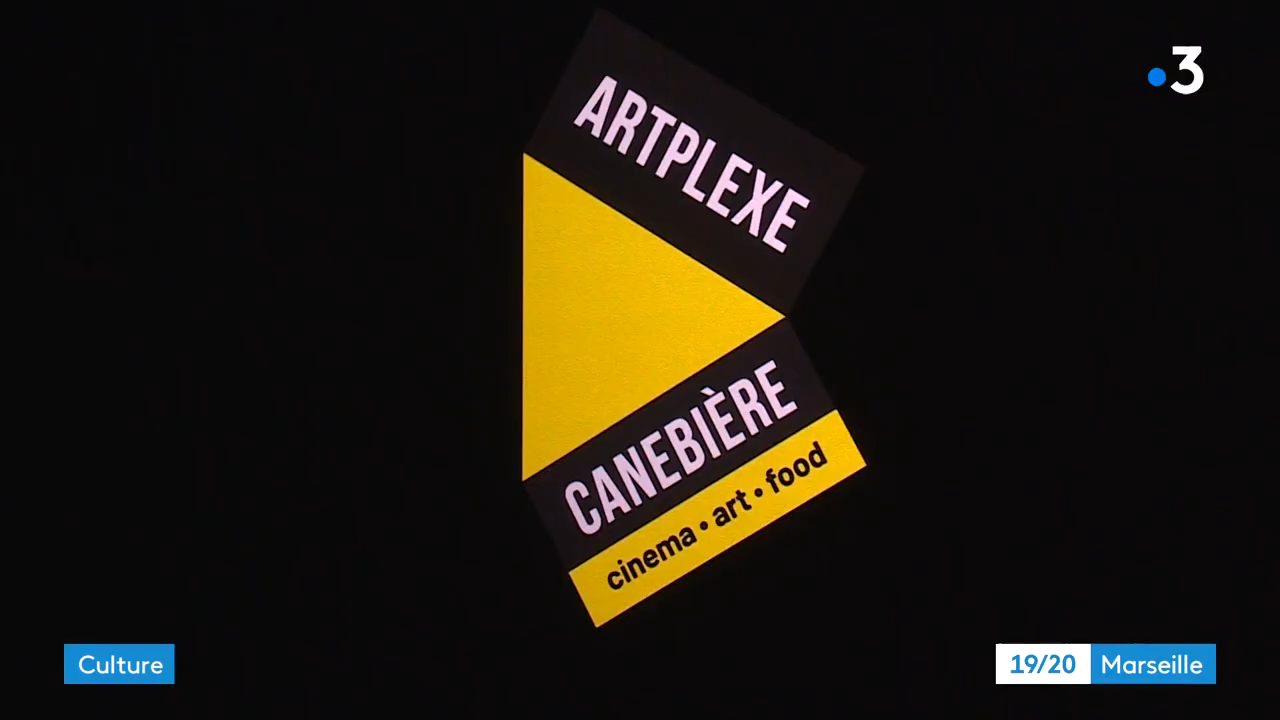 3
ARTPLEXE
CANEBIÈRE
cinema • art • food
Culture
19/20 Marseille